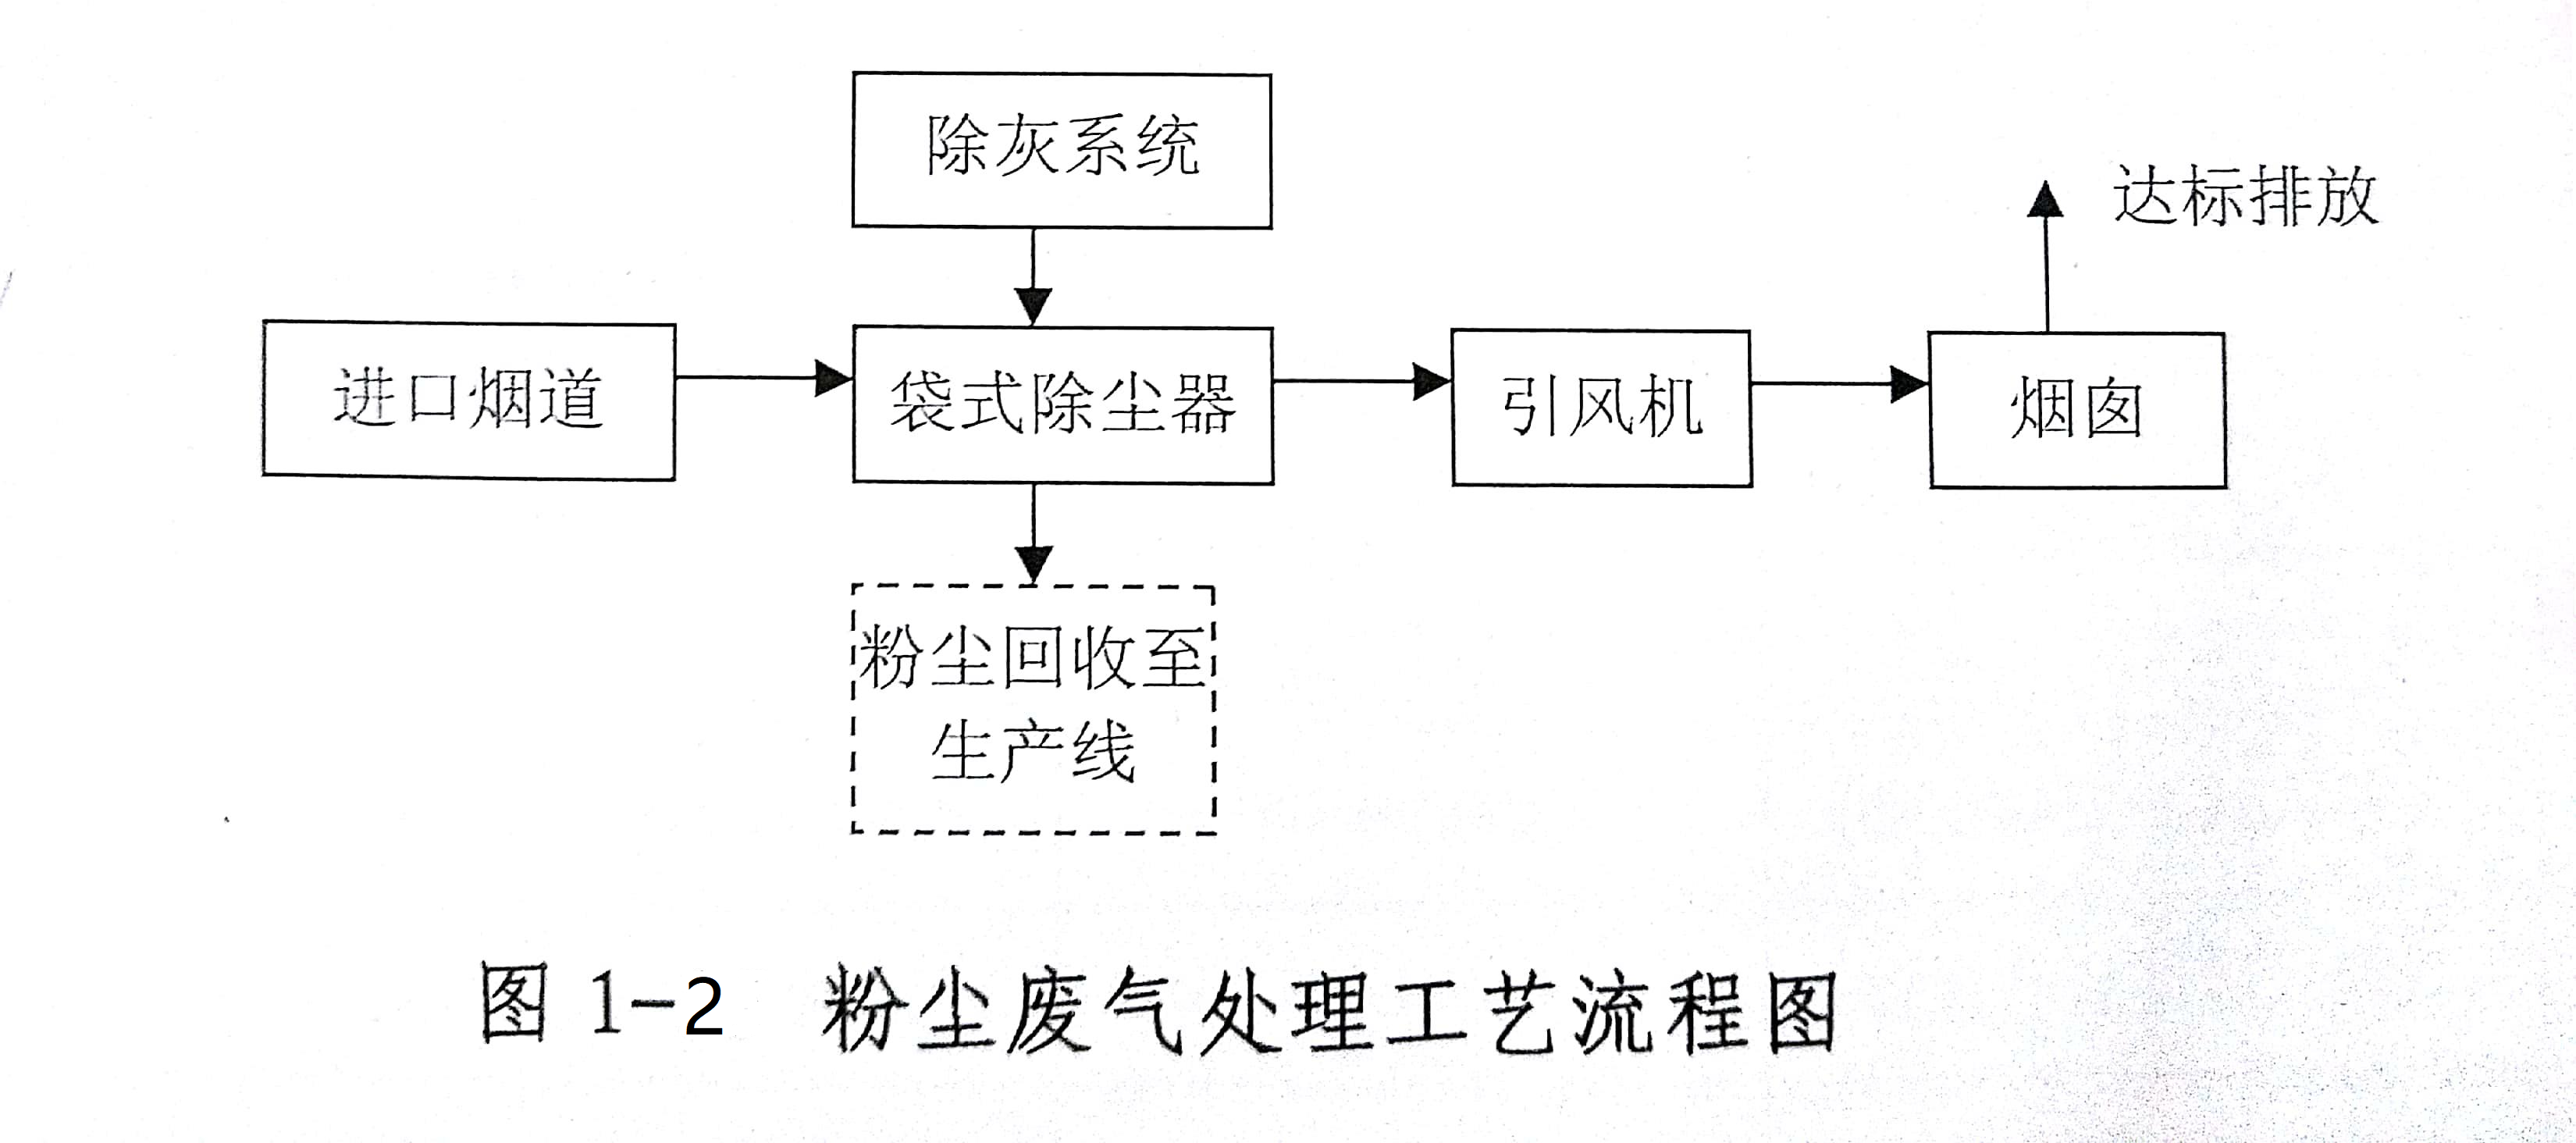 除灰系统
达标排放
进口烟道
袋式除尘器
引风机
烟囱
粉尘回收至
生产线
图 1-2 粉尘废气处理工艺流程图